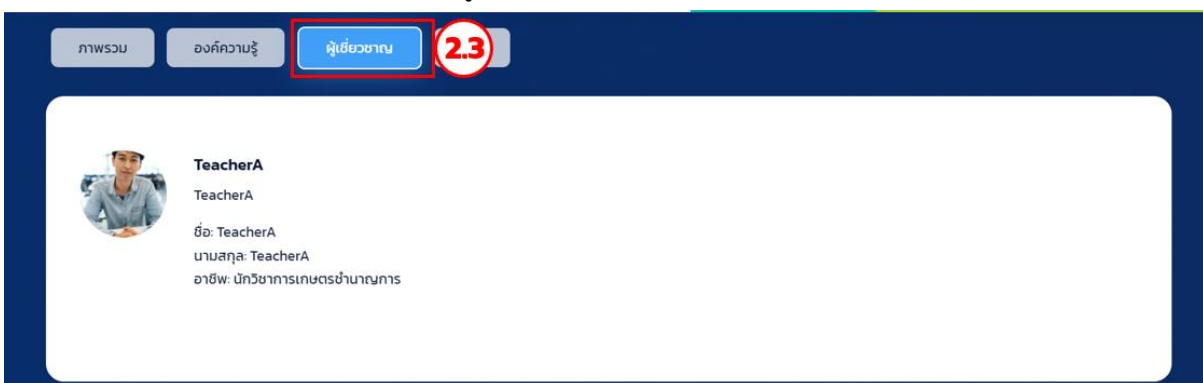 ภาพรวม องค์ความรู้ ผู้เชี่ยวชาญ 2.3
TeacherA
TeacherA
ชื่อ: TeacherA
นามสกุล: TeacherA
อาชีพ: นักวิชาการเกษตรชำนาญการ